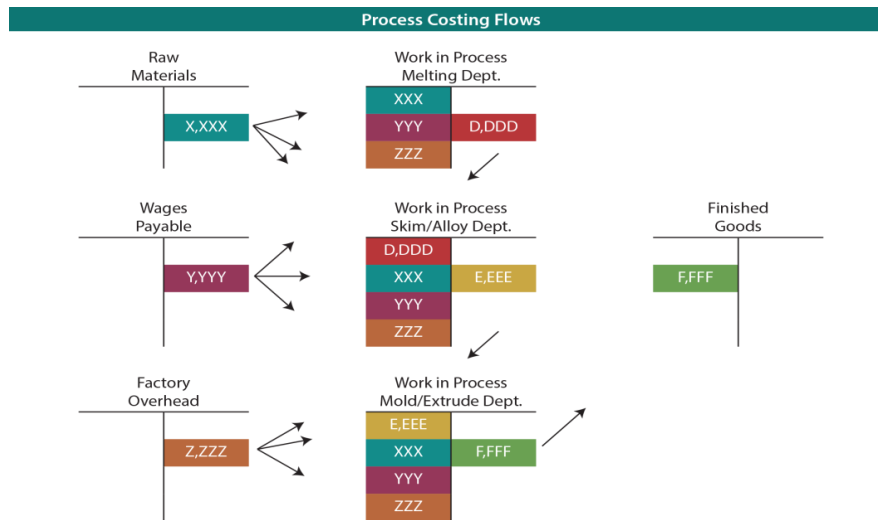 Process Costing Flows
Raw
Materials
X,XXX
Work in Process
Melting Dept.
XXX
YYY
D,DDD
ZZZ
Wages
Payable
Y,YYY
Work in Process
Skim/Alloy Dept.
D,DDD
XXX
E,EEE
YYY
ZZZ
Finished
Goods
F,FFF
Factory
Overhead
Z,ZZZ
Work in Process
Mold/Extrude Dept.
E,EEE
XXX
F,FFF
YYY
ZZZ